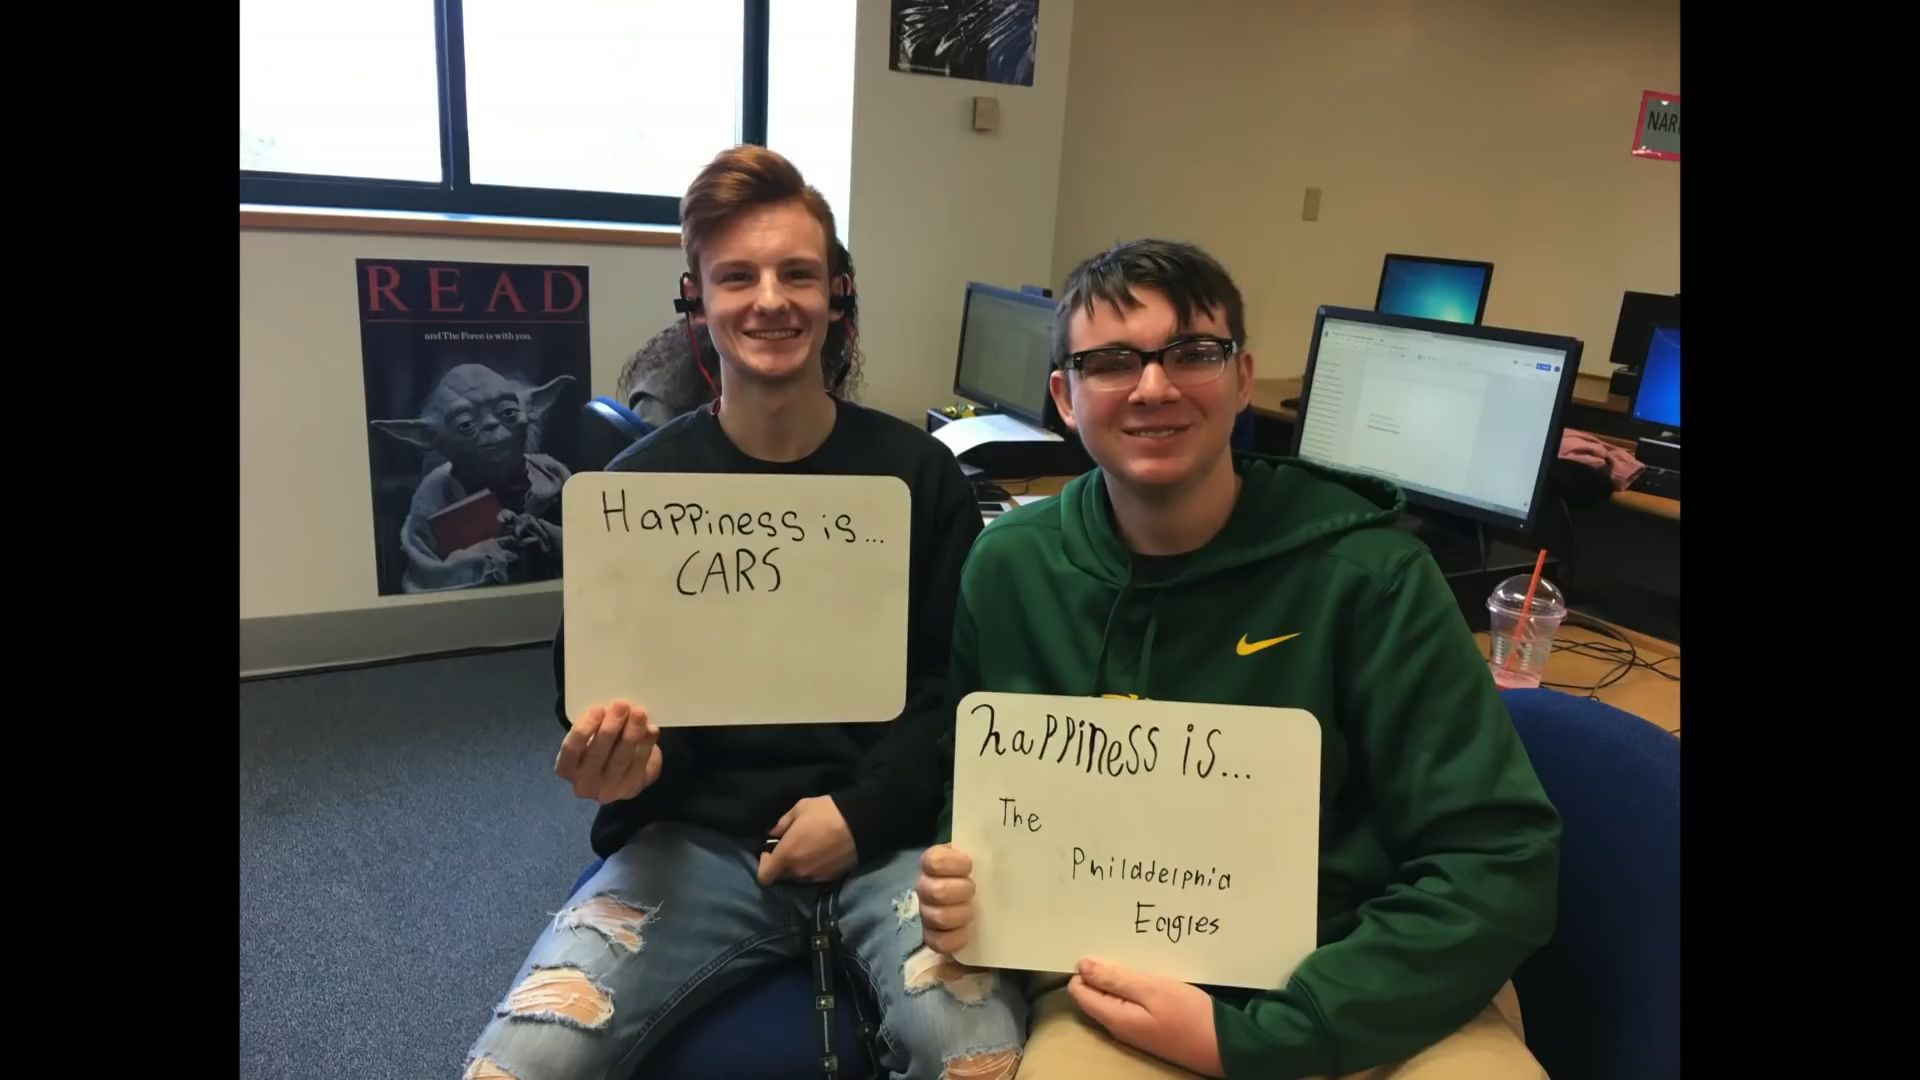 READ
and The Force is with you.
Happiness is...
CARS
happiness is...
The
Philadelphia
Eagles